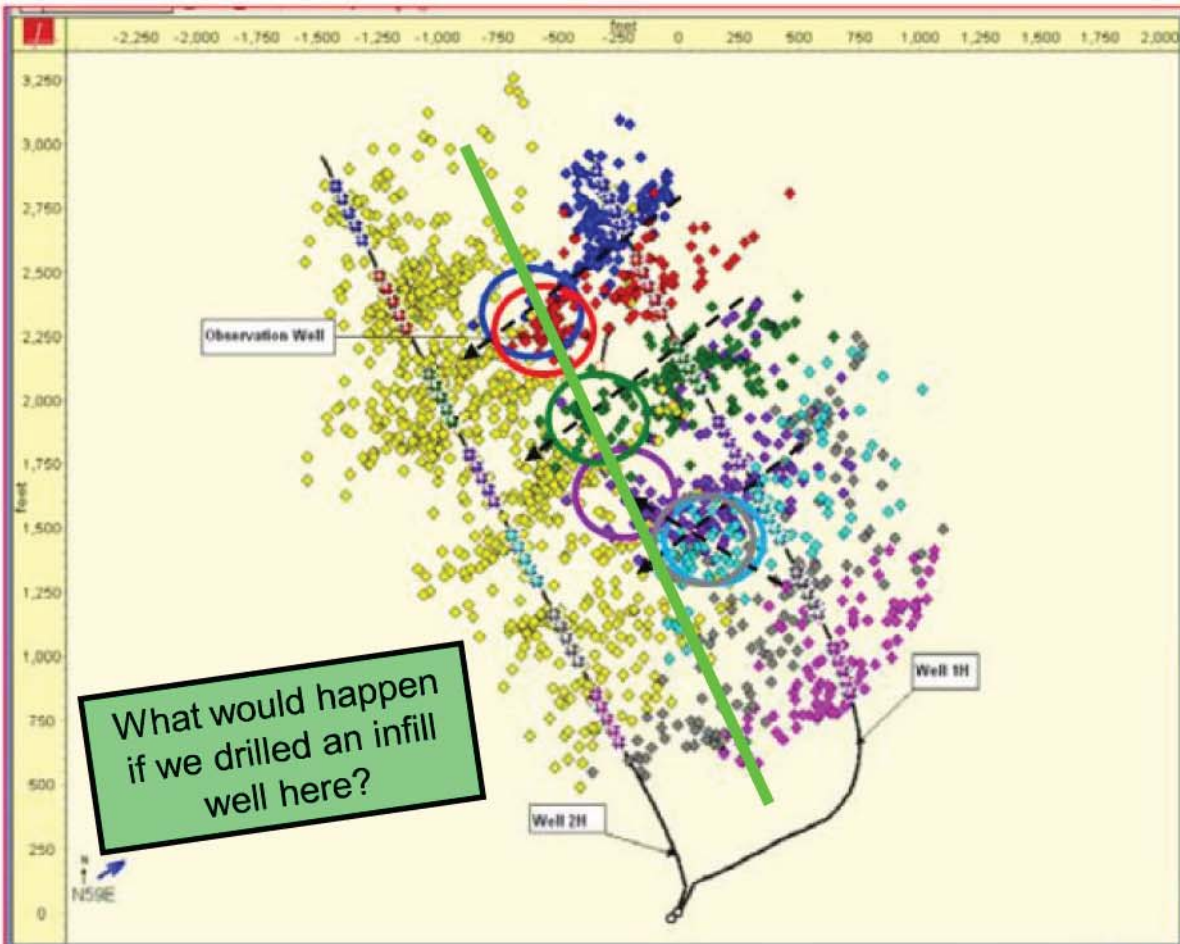 feet
-2,250 -2,000 -1,750 -1,500 -1,250 -1,000 -750 -500 -250 0 250 500 750 1,000 1,250 1,500 1,750 2,000
3,250
3,000
2,750
2,500
2,250
2,000
1,750
feet
1,500
1,250
1,000
750
500
250
0
Observation Well
Well 1H
What would happen
if we drilled an infill
well here?
Well 2H
N
N59E